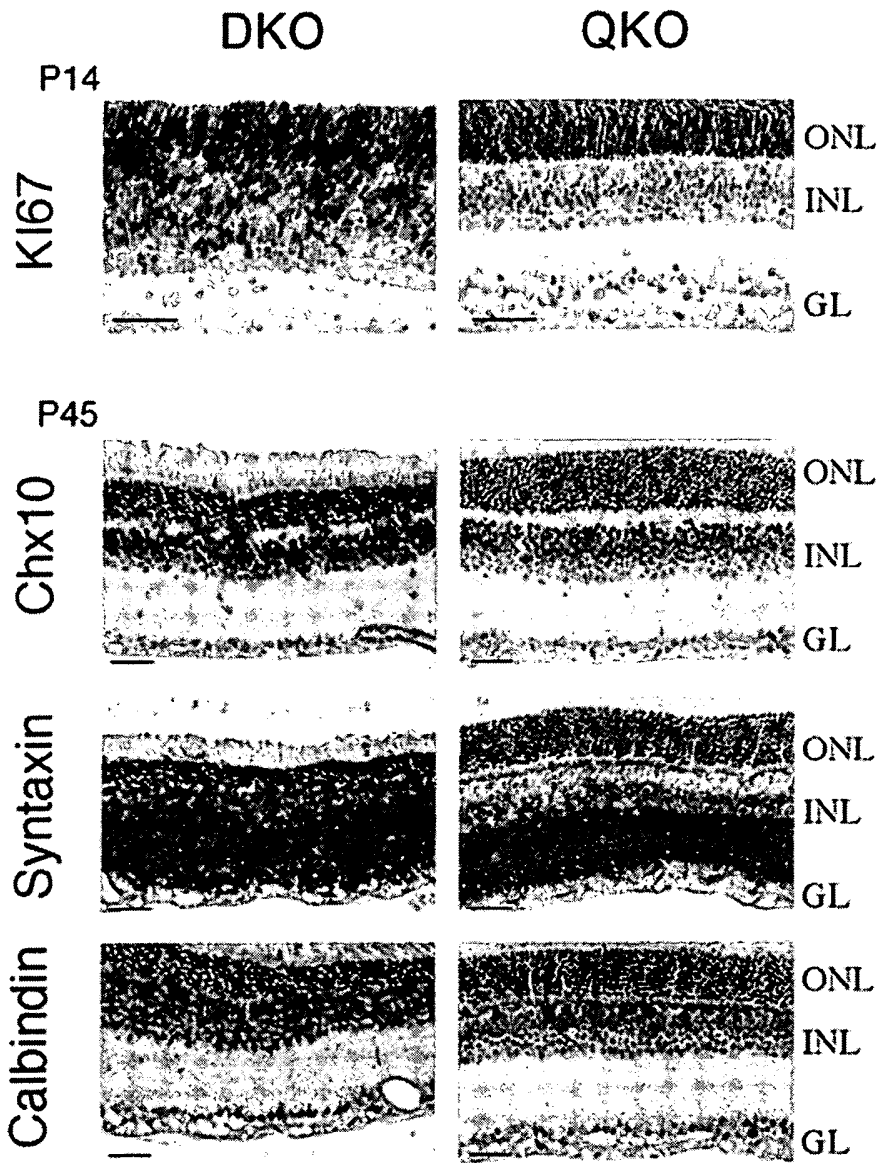 DKO QKO
P14
KI67
ONL
INL
GL
P45
Chx10
ONL
INL
GL
Syntaxin
ONL
INL
GL
Calbindin
ONL
INL
GL